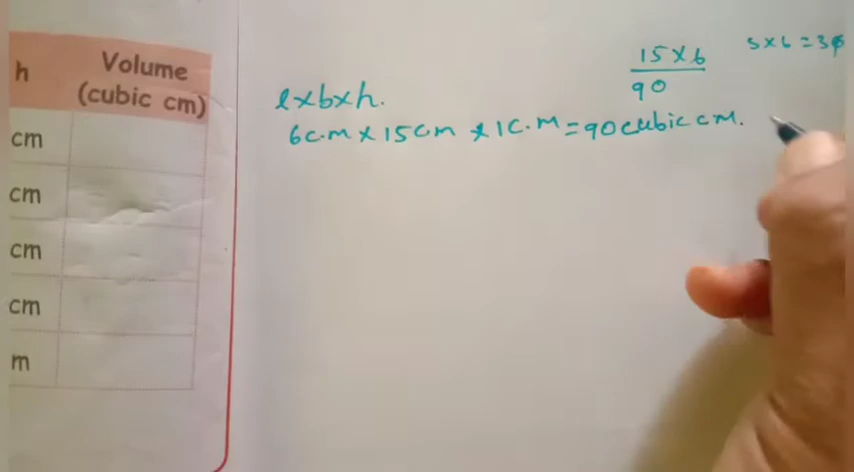 h Volume (cubic cm)
cm
cm
cm
cm
m
l×b×h.
6c.m × 15cm × 1c.m = 90cubic cm.
15×6
90
5×6=30